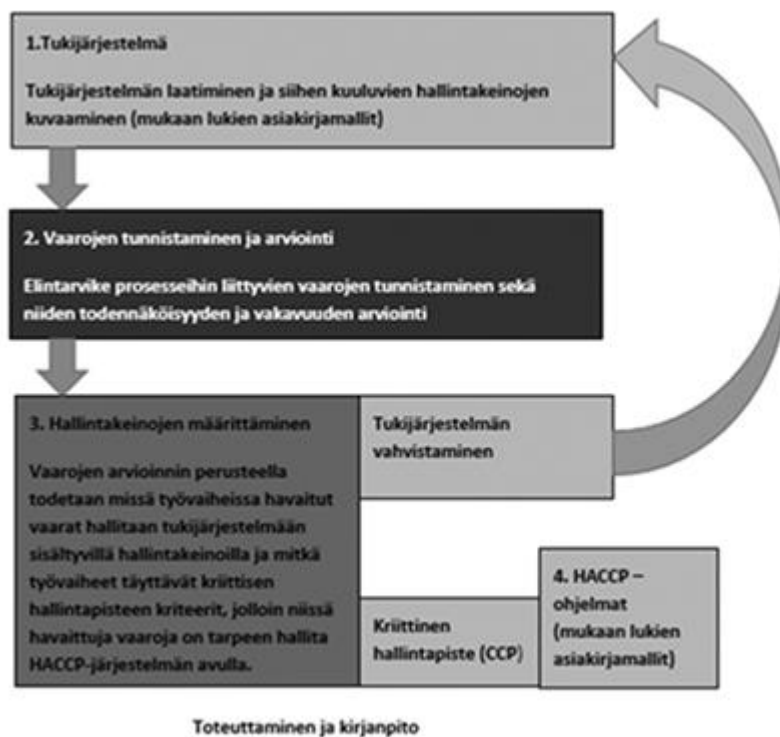 1.Tukijärjestelmä
Tukijärjestelmän laatiminen ja siihen kuuluvien hallintakeinojen
kuvaaminen (mukaan lukien asiakirjamallit)
2. Vaarojen tunnistaminen ja arviointi
Elintarvike prosesseihin liittyvien vaarojen tunnistaminen sekä
niiden todennäköisyyden ja vakavuuden arviointi
3. Hallintakeinojen määrittäminen
Vaarojen arvioinnin perusteella
todetaan missä työvaiheissa havaitut
vaarat hallitaan tukijärjestelmään
sisältyvillä hallintakeinoilla ja mitkä
työvaiheet täyttävät kriittisen
hallintapisteen kriteerit, jolloin niissä
havaittuja vaaroja on tarpeen hallita
HACCP-järjestelmän avulla.
Tukijärjestelmän
vahvistaminen
Kriittinen
hallintapiste (CCP)
4. HACCP –
ohjelmat
(mukaan lukien
asiakirjamallit)
Toteuttaminen ja kirjanpito